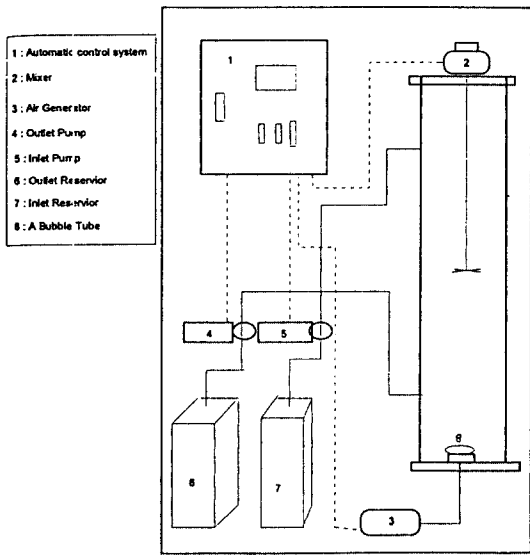 1 : Automatic control system
2 : Mixer
3 : Air Generator
4 : Outlet Pump
5 : Inlet Pump
6 : Outlet Reservior
7 : Inlet Reservior
8 : A Bubble Tube
1
2
4
5
8
6
7
3